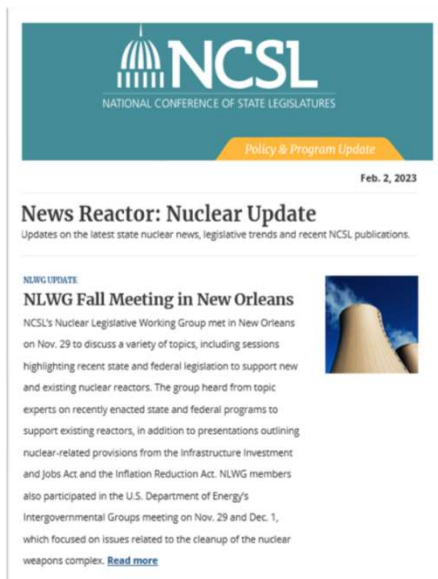 NCSL
NATIONAL CONFERENCE OF STATE LEGISLATURES
Policy & Program Update
Feb. 2, 2023
News Reactor: Nuclear Update
Updates on the latest state nuclear news, legislative trends and recent NCSL publications.
NLWG UPDATE
NLWG Fall Meeting in New Orleans
NCSL's Nuclear Legislative Working Group met in New Orleans
on Nov. 29 to discuss a variety of topics, including sessions
highlighting recent state and federal legislation to support new
and existing nuclear reactors. The group heard from topic
experts on recently enacted state and federal programs to
support existing reactors, in addition to presentations outlining
nuclear-related provisions from the Infrastructure Investment
and Jobs Act and the Inflation Reduction Act. NLWG members
also participated in the U.S. Department of Energy's
Intergovernmental Groups meeting on Nov. 29 and Dec. 1,
which focused on issues related to the cleanup of the nuclear
weapons complex. Read more